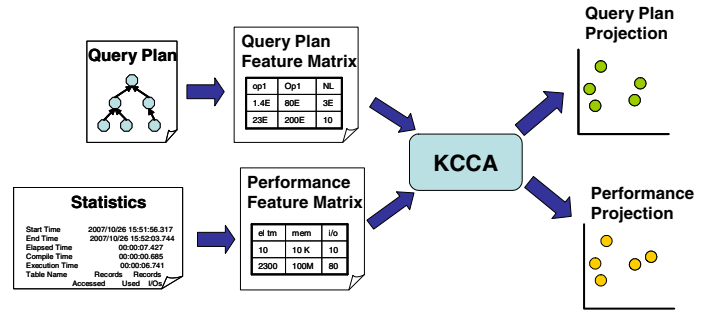 Query Plan
Query Plan
Feature Matrix
op1 Op1 NL
1.4E 80E 3E
23E 200E 10
KCCA
Query Plan
Projection
Statistics
Start Time 2007/10/26 15:51:56.317
End Time 2007/10/26 15:52:03.744
Elapsed Time 00:00:07.427
Compile Time 00:00:00.685
Execution Time 00:00:06.741
Table Name Records Records
Accessed Used I/Os
Performance
Feature Matrix
el tm mem i/o
10 10 K 10
2300 100M 80
Performance
Projection